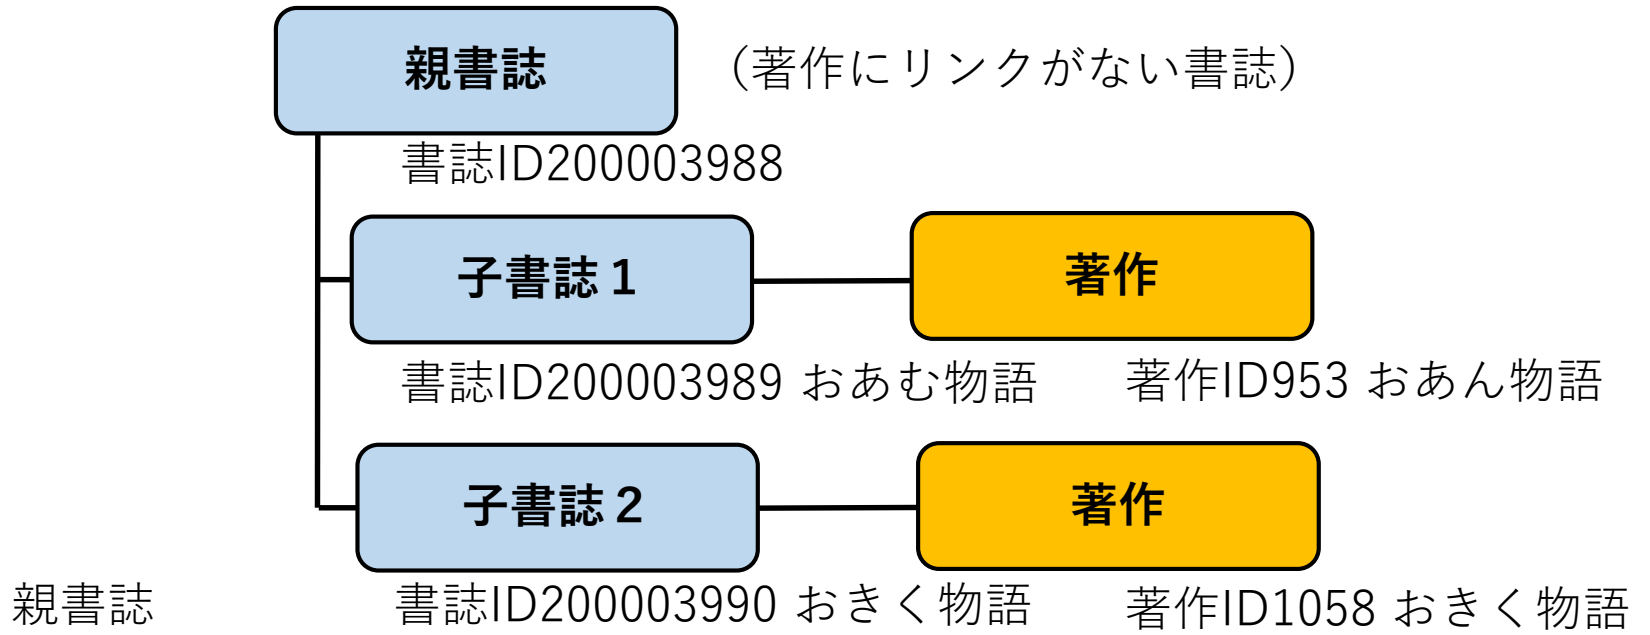 親書誌 （著作にリンクがない書誌）
書誌ID200003988
子書誌１ 著作
書誌ID200003989 おあむ物語 著作ID953 おあん物語
子書誌２ 著作
親書誌 書誌ID200003990 おきく物語 著作ID1058 おきく物語